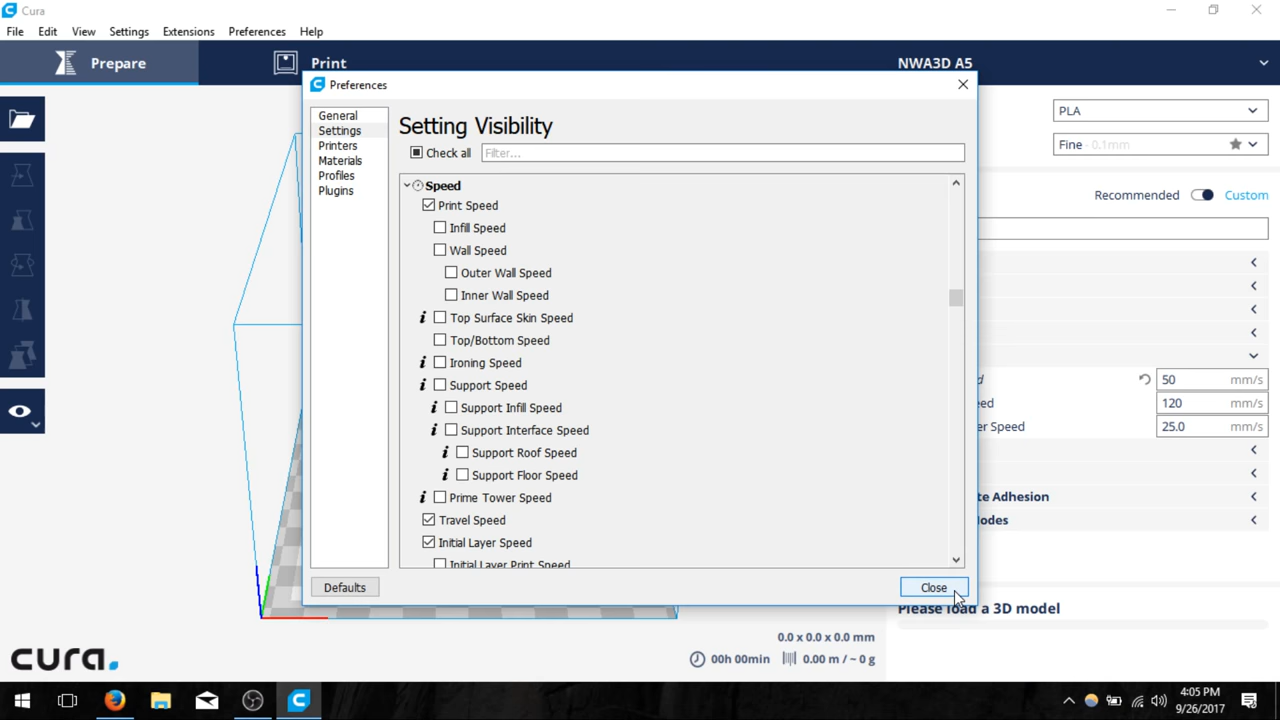 Cura
File Edit View Settings Extensions Preferences Help
Prepare Print NWA3D A5
Preferences
General
Settings
Printers
Materials
Profiles
Plugins
Setting Visibility
Check all Filter...
Speed
Print Speed
Infill Speed
Wall Speed
Outer Wall Speed
Inner Wall Speed
Top Surface Skin Speed
Top/Bottom Speed
Ironing Speed
Support Speed
Support Infill Speed
Support Interface Speed
Support Roof Speed
Support Floor Speed
Prime Tower Speed
Travel Speed
Initial Layer Speed
Initial Layer Print Speed
Defaults Close
PLA
Fine - 0.1mm
Recommended Custom
50 mm/s
120 mm/s
er Speed 25.0 mm/s
te Adhesion
Please load a 3D model
0.0 x 0.0 x 0.0 mm
00h 00min 0.00 m / ~ 0 g
cura.
4:05 PM
9/26/2017